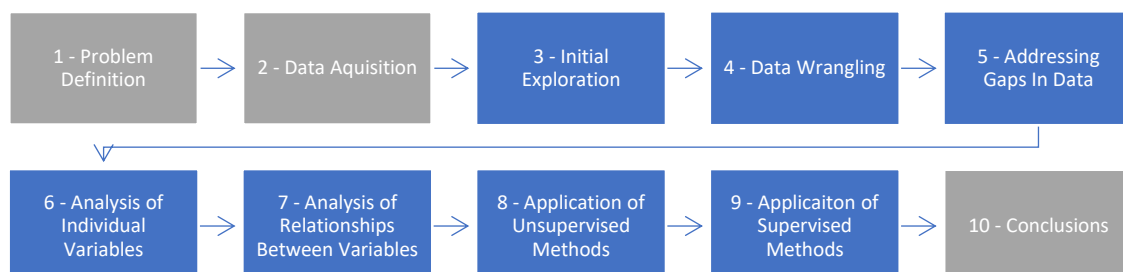 1 - Problem
Definition
2 - Data Aquisition
3 - Initial
Exploration
4 - Data Wrangling
5 - Addressing
Gaps In Data
6 - Analysis of
Individual
Variables
7 - Analysis of
Relationships
Between Variables
8 - Application of
Unsupervised
Methods
9 - Applicaiton of
Supervised
Methods
10 - Conclusions